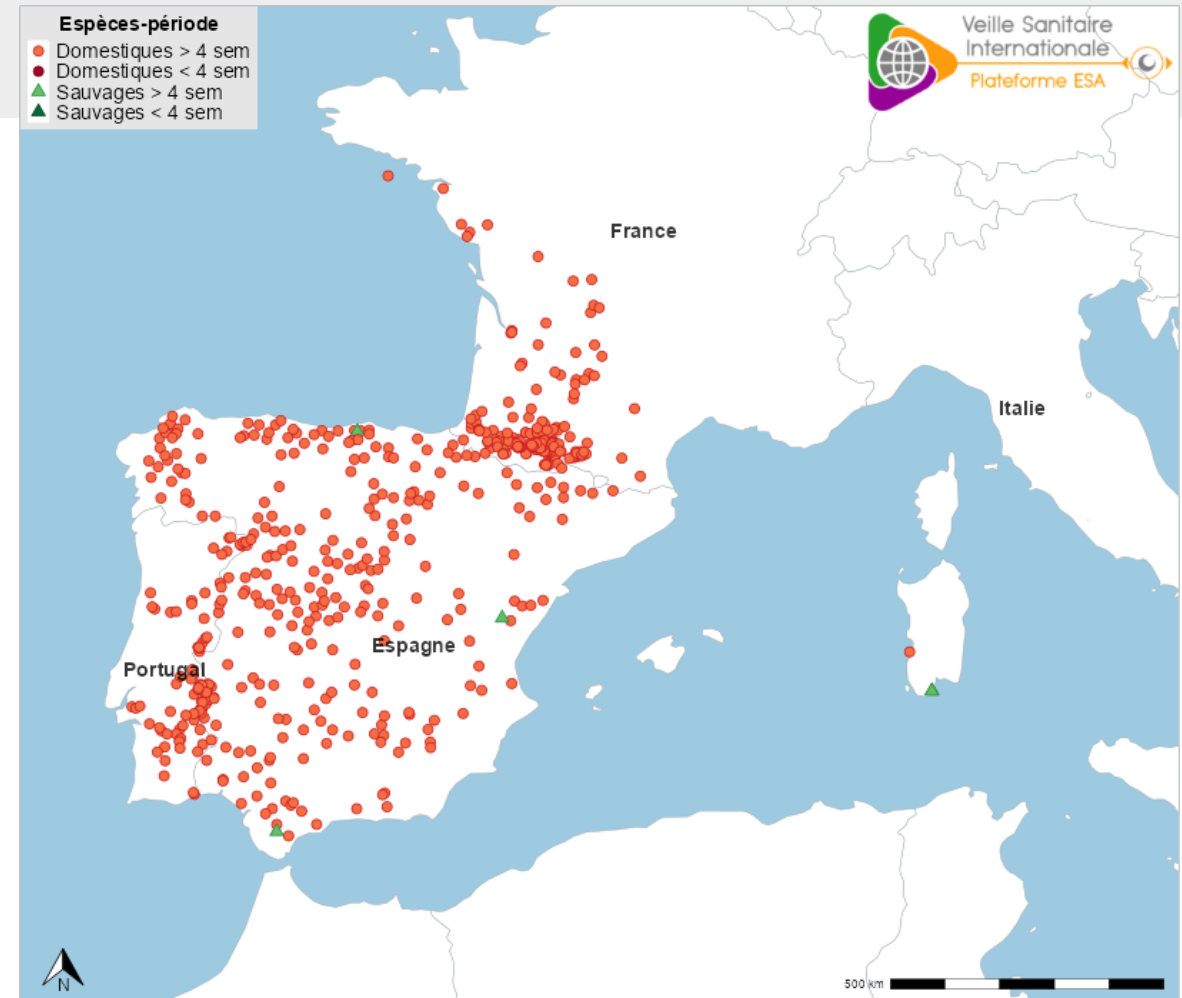 Espèces-période
Domestiques > 4 sem
Domestiques < 4 sem
Sauvages > 4 sem
Sauvages < 4 sem
Veille Sanitaire
Internationale
Plateforme ESA
France
Italie
Espagne
Portugal
N
500 km